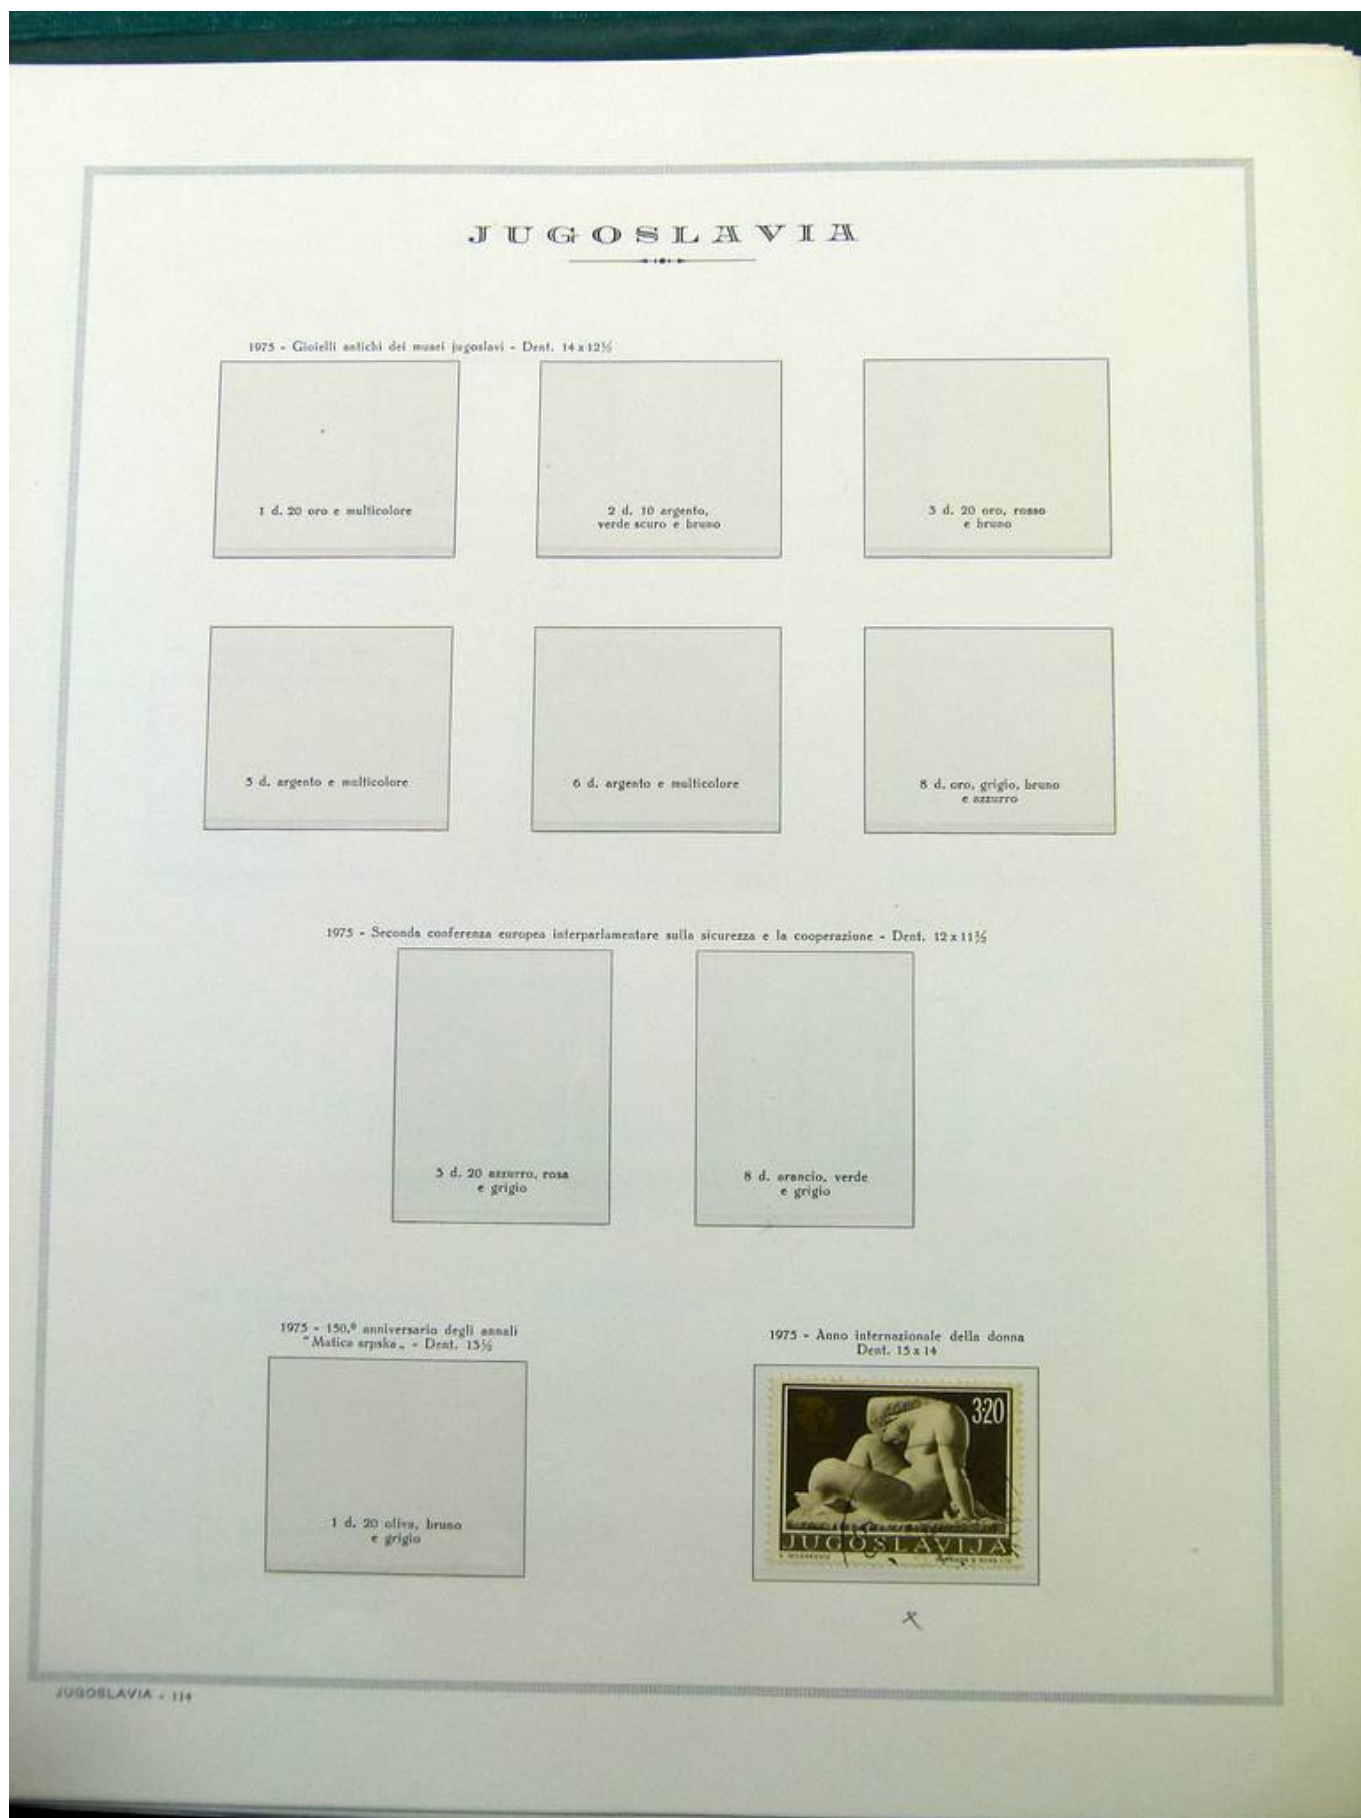 JUGOSLAVIA
1975 - Gioielli antichi dei musei jugoslavi - Dent. 14 x 12½
1 d. 20 oro e multicolore
2 d. 10 argento,
verde scuro e bruno
3 d. 20 oro, rosso
e bruno
5 d. argento e multicolore
6 d. argento e multicolore
8 d. oro, grigio, bruno
e azzurro
1975 - Seconda conferenza europea interparlamentare sulla sicurezza e la cooperazione - Dent. 12 x 11½
3 d. 20 azzurro, rosa
e grigio
8 d. arancio, verde
e grigio
1975 - 150.º anniversario degli annali
"Matica srpska„ - Dent. 13½
1 d. 20 oliva, bruno
e grigio
1975 - Anno internazionale della donna
Dent. 15 x 14
3·20
JUGOSLAVIJA
x
JUGOSLAVIA - 114